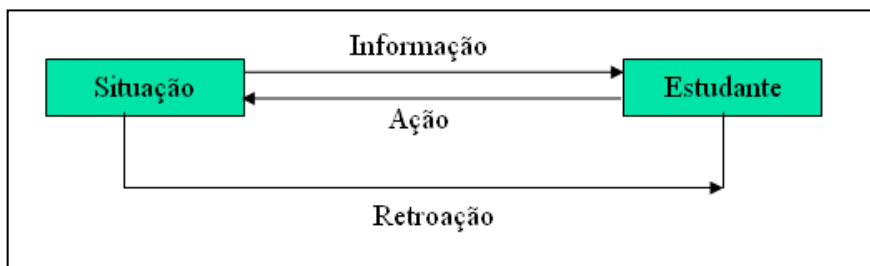 Informação
Situação
Estudante
Ação
Retroação